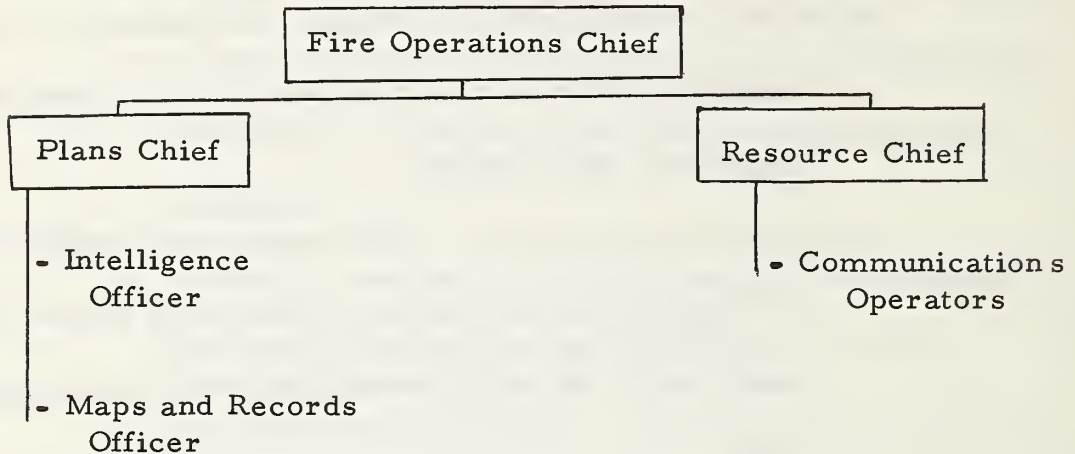 Fire Operations Chief
Plans Chief
Resource Chief
- Intelligence
Officer
- Communications
Operators
- Maps and Records
Officer